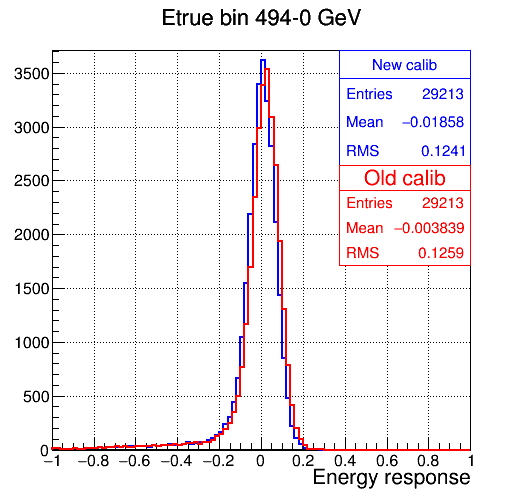 Etrue bin 494-0 GeV
New calib
Entries 29213
Mean −0.01858
RMS 0.1241
Old calib
Entries 29213
Mean −0.003839
RMS 0.1259
3500
3000
2500
2000
1500
1000
500
0
−1 −0.8 −0.6 −0.4 −0.2 0 0.2 0.4 0.6 0.8 1
Energy response